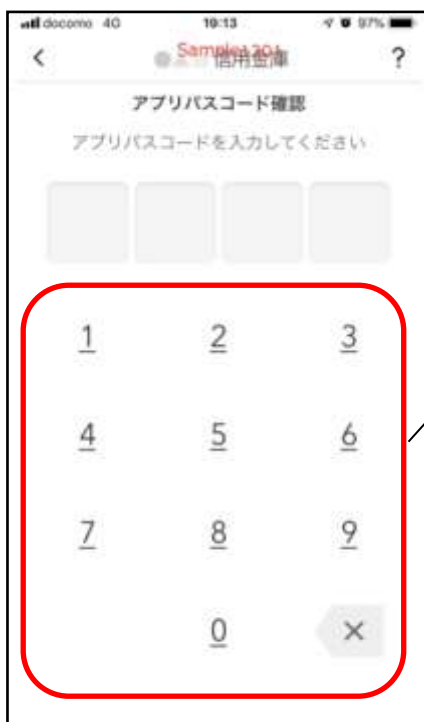 docomo 4G 19:13 97%
信用金庫
?
アプリパスコード確認
アプリパスコードを入力してください
1 2 3
4 5 6
7 8 9
0 ×